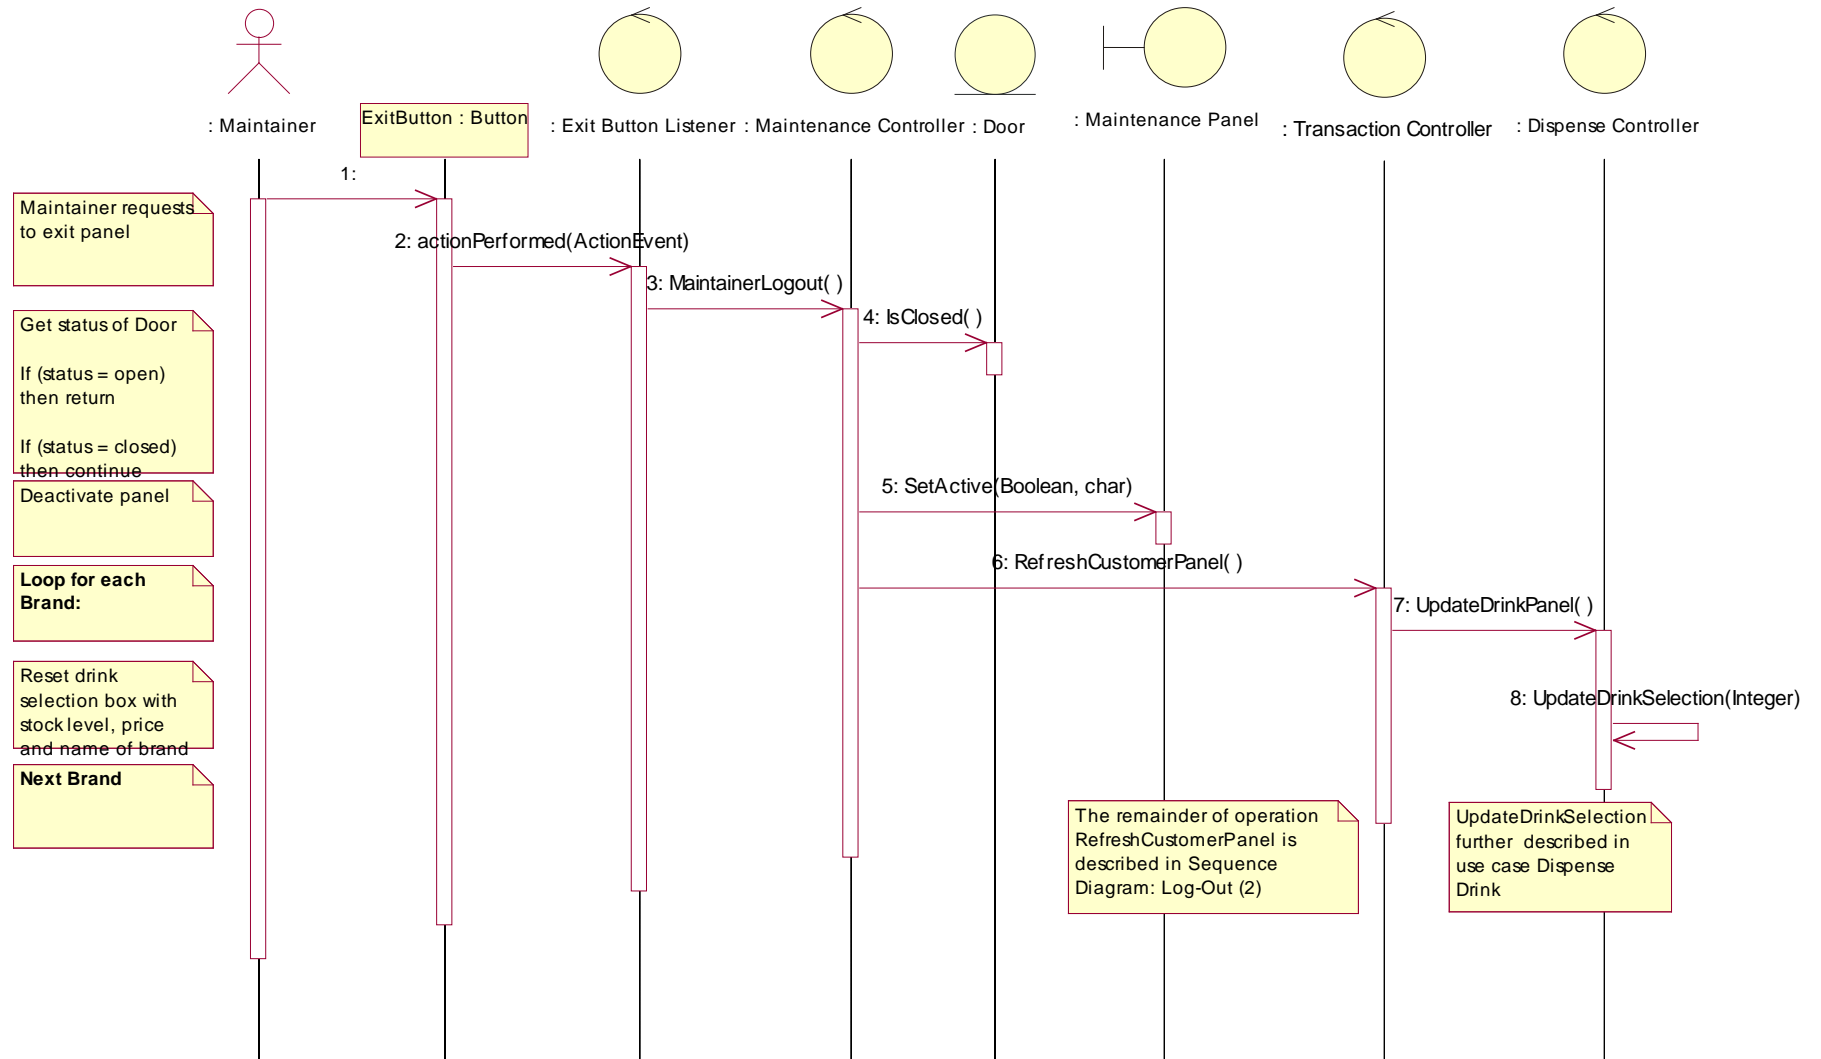 : Maintainer
ExitButton : Button
: Exit Button Listener
: Maintenance Controller
: Door
: Maintenance Panel
: Transaction Controller
: Dispense Controller
1:
Maintainer requests
to exit panel
2: actionPerformed(ActionEvent)
3: MaintainerLogout( )
4: IsClosed( )
Get status of Door
If (status = open)
then return
If (status = closed)
then continue
5: SetActive(Boolean, char)
Deactivate panel
6: RefreshCustomerPanel( )
Loop for each
Brand:
7: UpdateDrinkPanel( )
Reset drink
selection box with
stock level, price
and name of brand
8: UpdateDrinkSelection(Integer)
Next Brand
The remainder of operation
RefreshCustomerPanel is
described in Sequence
Diagram: Log-Out (2)
UpdateDrinkSelection
further  described in
use case Dispense
Drink